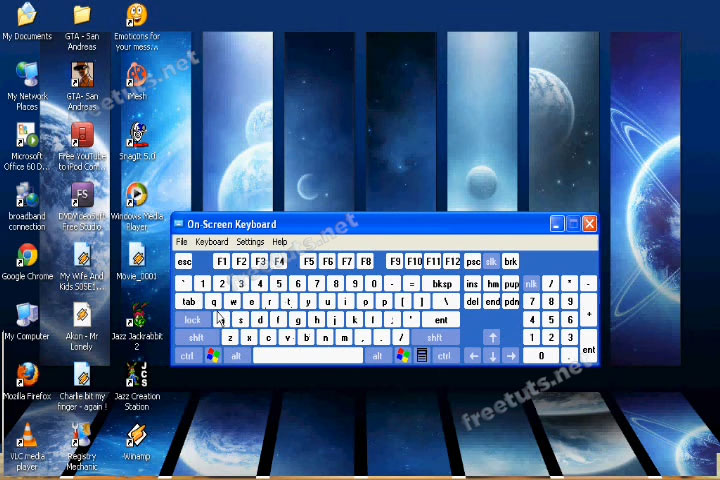 My Documents
GTA - San
Andreas
Emoticons for
your mess...
My Network
Places
GTA- San
Andreas
iMesh
Microsoft
Office 60 D...
Free YouTube
to iPod Con...
SnagIt 5.0
broadband
connection
DVDVideoSoft
Free Studio
Windows Media
Player
Google Chrome
My Wife And
Kids S05E1...
Movie_0001
My Computer
Akon - Mr
Lonely
Jazz Jackrabbit
2
Mozilla Firefox
Charlie bit my
finger - again !
Jazz Creation
Station
VLC media
player
Registry
Mechanic
Winamp
FS
JCS
On-Screen Keyboard
File Keyboard Settings Help
esc F1 F2 F3 F4 F5 F6 F7 F8 F9 F10 F11 F12 psc slk brk
` 1 2 3 4 5 6 7 8 9 0 - = bksp ins hm pup nlk / * -
tab q w e r t y u i o p [ ] \ del end pdn 7 8 9 +
lock a s d f g h j k l ; ' ent 4 5 6
shft z x c v b n m , . / shft ↑ 1 2 3 ent
ctrl alt alt ctrl ← ↓ → 0 .
freetuts.net
freetuts.net
freetuts.net